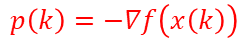 p(k) = −∇f(x(k))